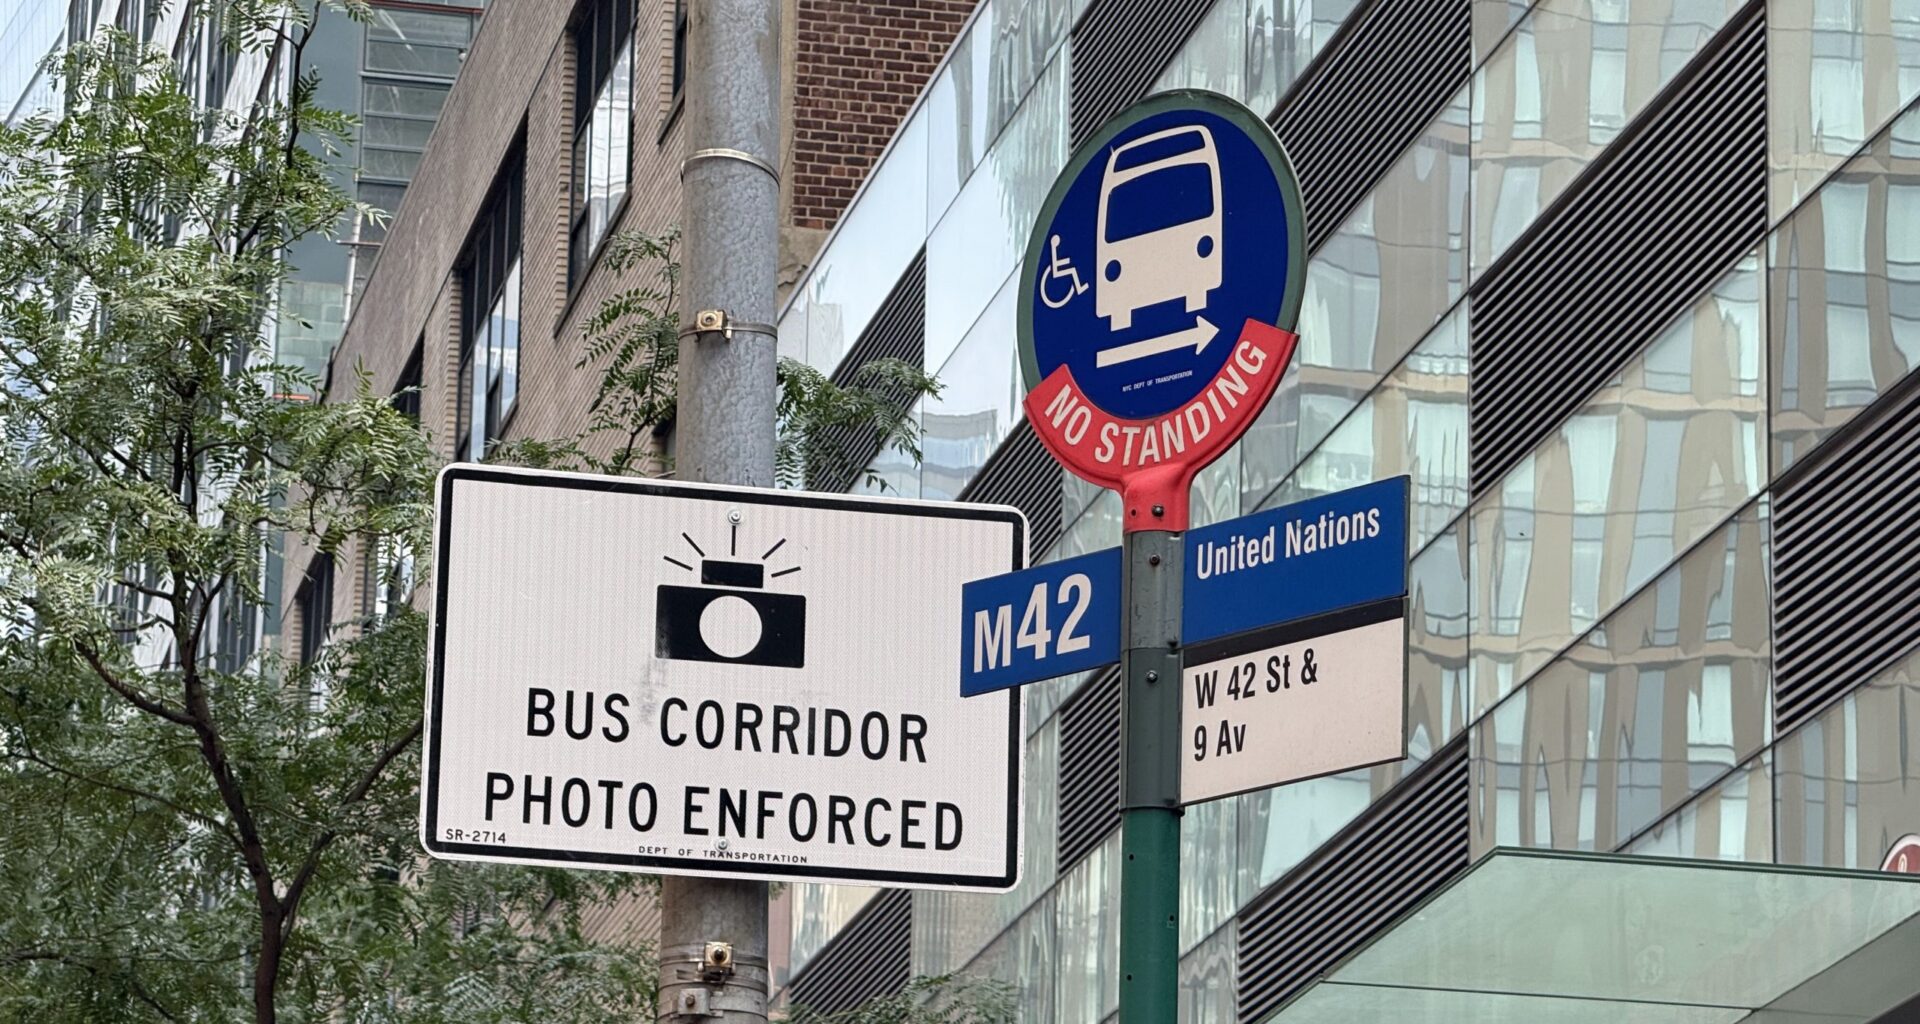 NYC DEPT OF TRANSPORTATION
NO STANDING
M42
United Nations
W 42 St &
9 Av
BUS CORRIDOR
PHOTO ENFORCED
SR-2714
DEPT OF TRANSPORTATION